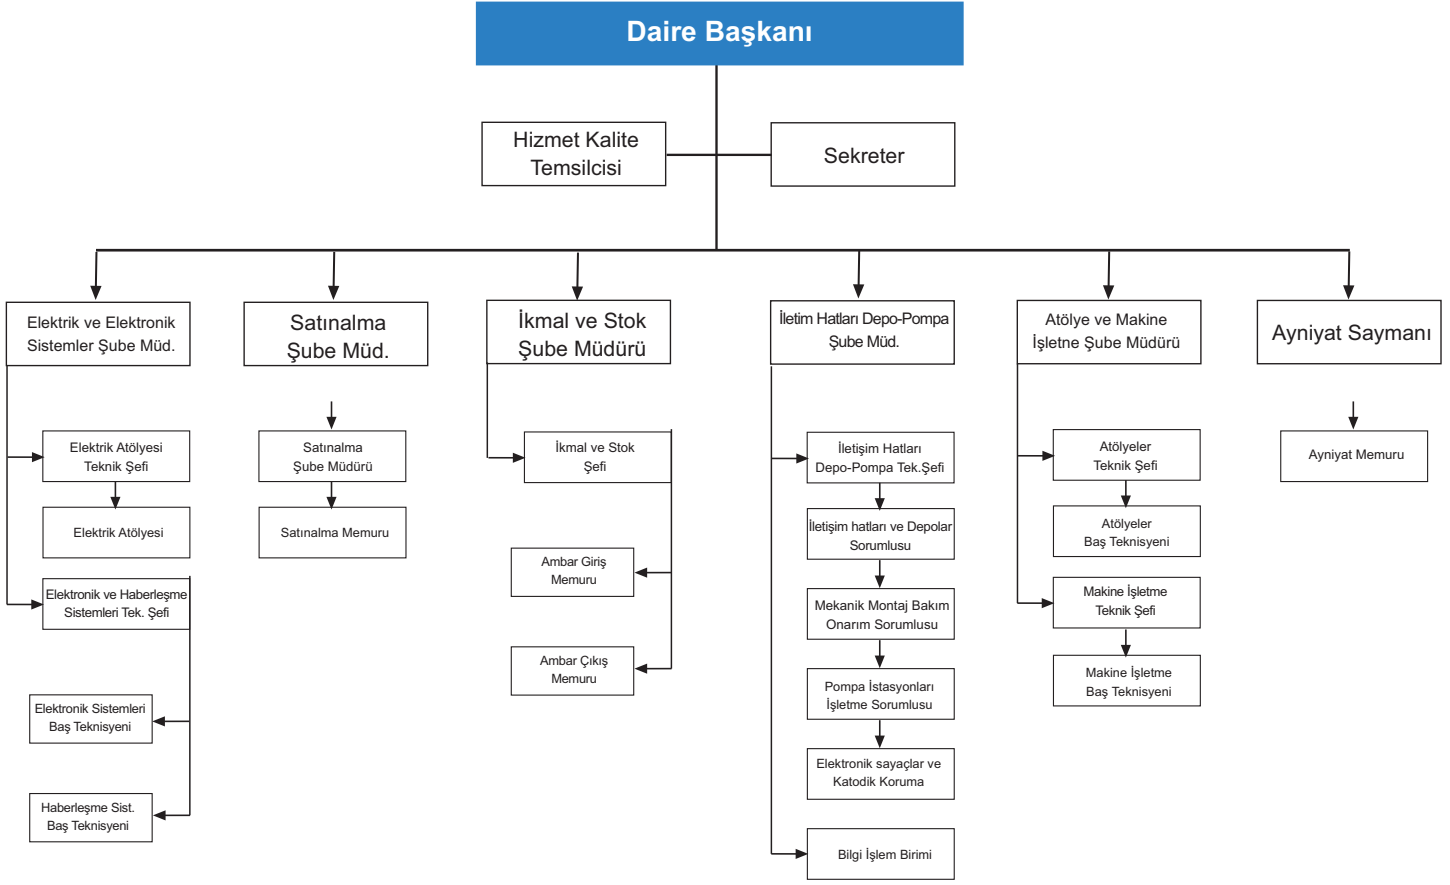 Daire Başkanı
Hizmet Kalite
Temsilcisi
Sekreter
Elektrik ve Elektronik
Sistemler Şube Müd.
Satınalma
Şube Müd.
İkmal ve Stok
Şube Müdürü
İletim Hatları Depo-Pompa
Şube Müd.
Atölye ve Makine
İşletne Şube Müdürü
Ayniyat Saymanı
Elektrik Atölyesi
Teknik Şefi
Elektrik Atölyesi
Elektronik ve Haberleşme
Sistemleri Tek. Şefi
Elektronik Sistemleri
Baş Teknisyeni
Haberleşme Sist.
Baş Teknisyeni
Satınalma
Şube Müdürü
Satınalma Memuru
İkmal ve Stok
Şefi
Ambar Giriş
Memuru
Ambar Çıkış
Memuru
İletişim Hatları
Depo-Pompa Tek.Şefi
İletişim hatları ve Depolar
Sorumlusu
Mekanik Montaj Bakım
Onarım Sorumlusu
Pompa İstasyonları
İşletme Sorumlusu
Elektronik sayaçlar ve
Katodik Koruma
Bilgi İşlem Birimi
Atölyeler
Teknik Şefi
Atölyeler
Baş Teknisyeni
Makine İşletme
Teknik Şefi
Makine İşletme
Baş Teknisyeni
Ayniyat Memuru